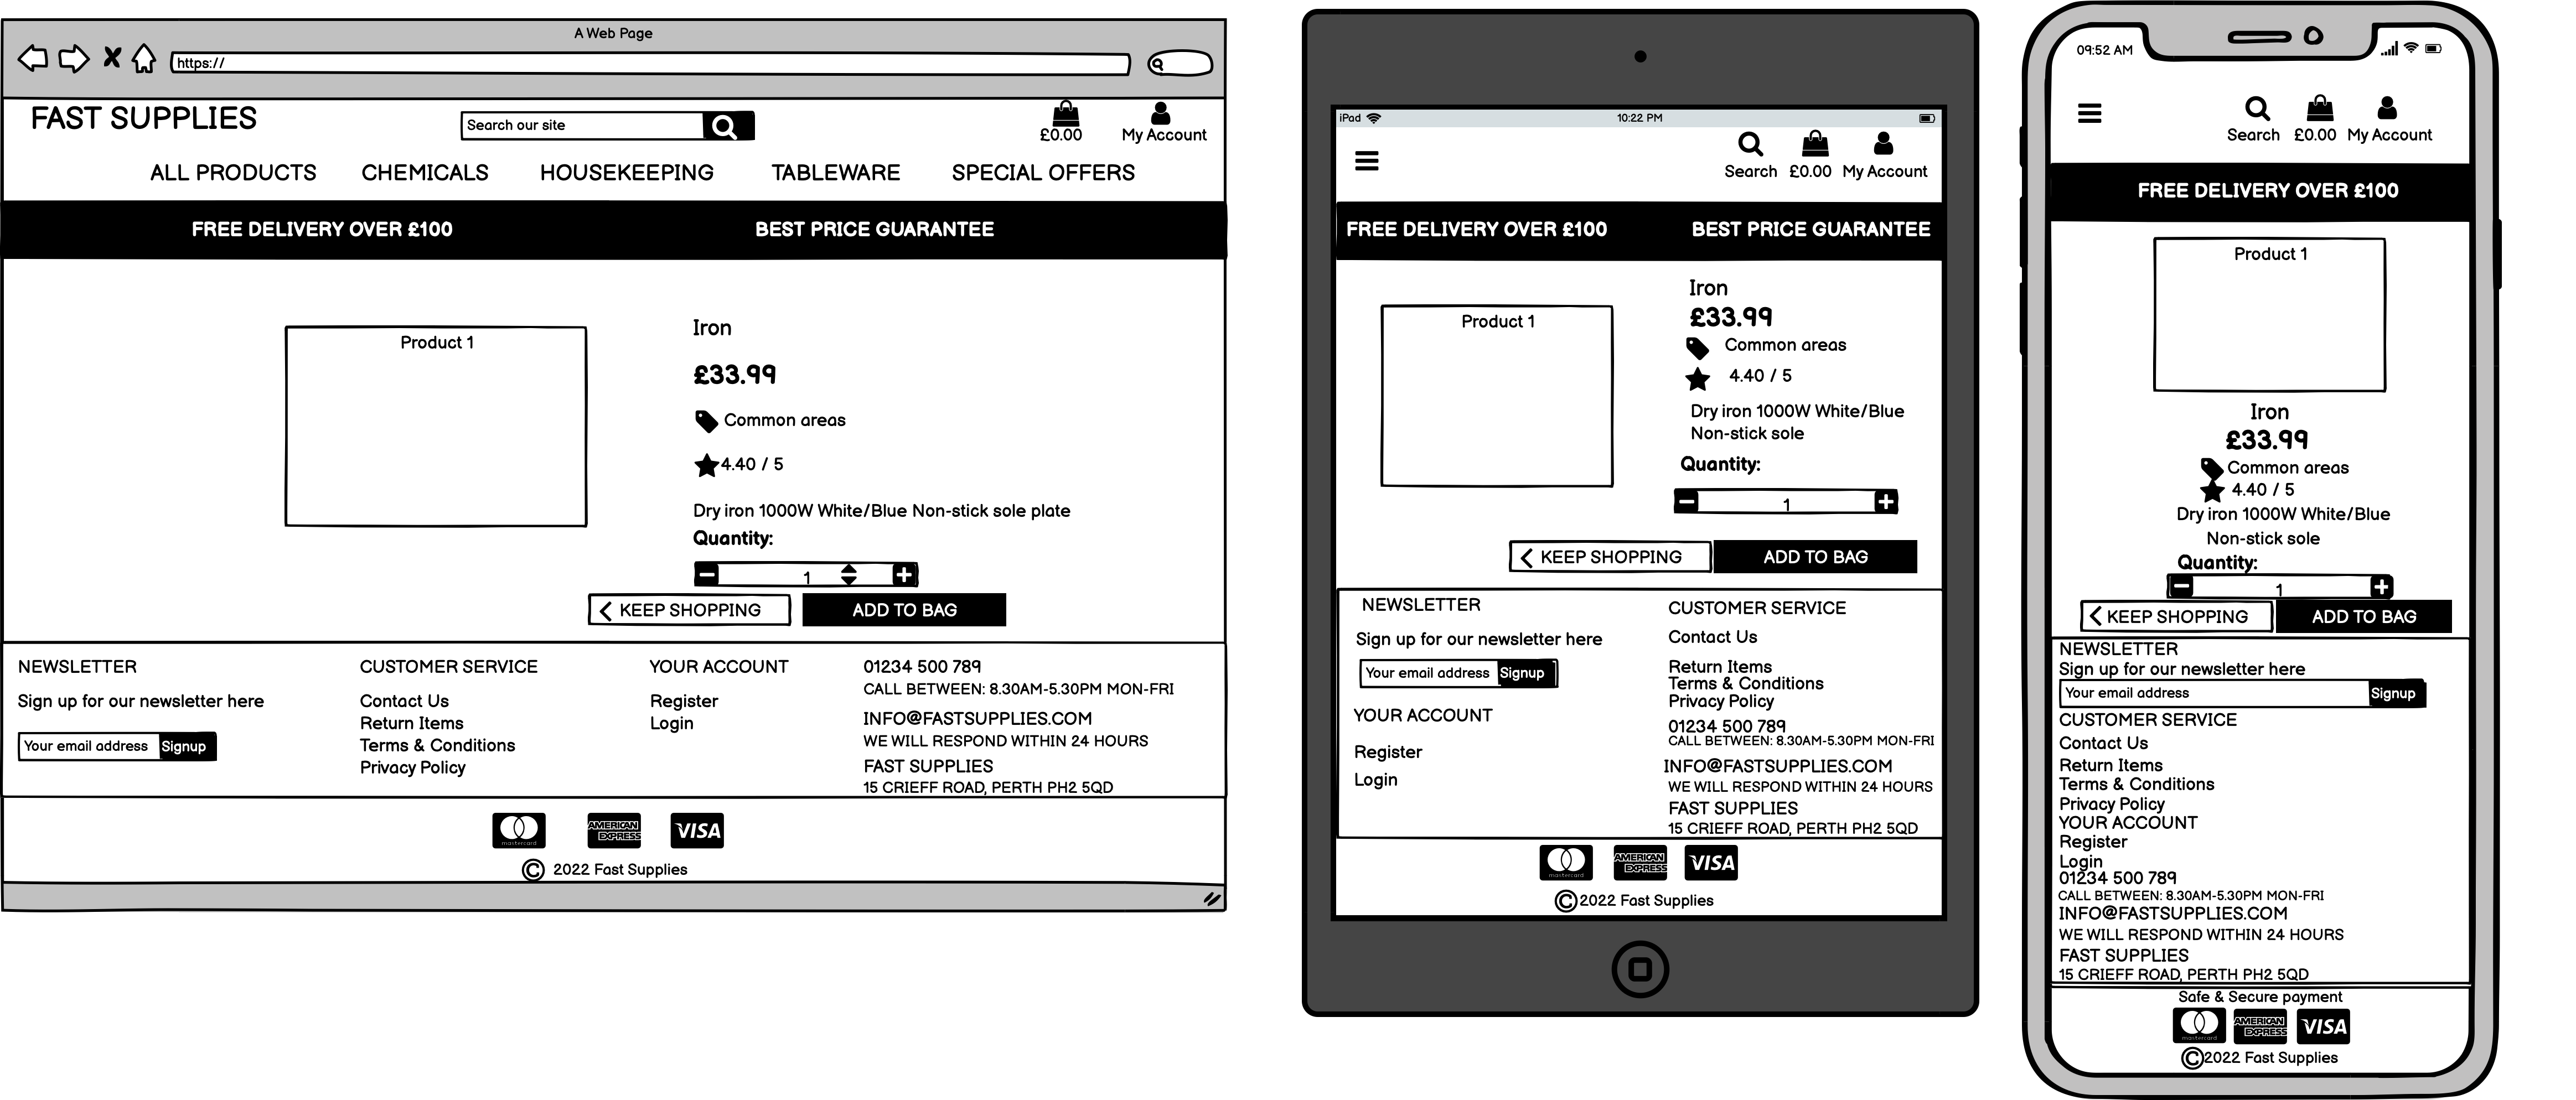 A Web Page
https://
FAST SUPPLIES
Search our site
£0.00
My Account
ALL PRODUCTS CHEMICALS HOUSEKEEPING TABLEWARE SPECIAL OFFERS
FREE DELIVERY OVER £100 BEST PRICE GUARANTEE
Product 1
Iron
£33.99
Common areas
4.40 / 5
Dry iron 1000W White/Blue Non-stick sole plate
Quantity:
1
KEEP SHOPPING ADD TO BAG
NEWSLETTER
Sign up for our newsletter here
Your email address Signup
CUSTOMER SERVICE
Contact Us
Return Items
Terms & Conditions
Privacy Policy
YOUR ACCOUNT
Register
Login
01234 500 789
CALL BETWEEN: 8.30AM-5.30PM MON-FRI
INFO@FASTSUPPLIES.COM
WE WILL RESPOND WITHIN 24 HOURS
FAST SUPPLIES
15 CRIEFF ROAD, PERTH PH2 5QD
mastercard AMERICAN EXPRESS VISA
© 2022 Fast Supplies
iPad 10:22 PM
Search £0.00 My Account
FREE DELIVERY OVER £100 BEST PRICE GUARANTEE
Product 1
Iron
£33.99
Common areas
4.40 / 5
Dry iron 1000W White/Blue
Non-stick sole
Quantity:
1
KEEP SHOPPING ADD TO BAG
NEWSLETTER
Sign up for our newsletter here
Your email address Signup
YOUR ACCOUNT
Register
Login
CUSTOMER SERVICE
Contact Us
Return Items
Terms & Conditions
Privacy Policy
01234 500 789
CALL BETWEEN: 8.30AM-5.30PM MON-FRI
INFO@FASTSUPPLIES.COM
WE WILL RESPOND WITHIN 24 HOURS
FAST SUPPLIES
15 CRIEFF ROAD, PERTH PH2 5QD
mastercard AMERICAN EXPRESS VISA
©2022 Fast Supplies
09:52 AM
Search £0.00 My Account
FREE DELIVERY OVER £100
Product 1
Iron
£33.99
Common areas
4.40 / 5
Dry iron 1000W White/Blue
Non-stick sole
Quantity:
1
KEEP SHOPPING ADD TO BAG
NEWSLETTER
Sign up for our newsletter here
Your email address Signup
CUSTOMER SERVICE
Contact Us
Return Items
Terms & Conditions
Privacy Policy
YOUR ACCOUNT
Register
Login
01234 500 789
CALL BETWEEN: 8.30AM-5.30PM MON-FRI
INFO@FASTSUPPLIES.COM
WE WILL RESPOND WITHIN 24 HOURS
FAST SUPPLIES
15 CRIEFF ROAD, PERTH PH2 5QD
Safe & Secure payment
mastercard AMERICAN EXPRESS VISA
©2022 Fast Supplies